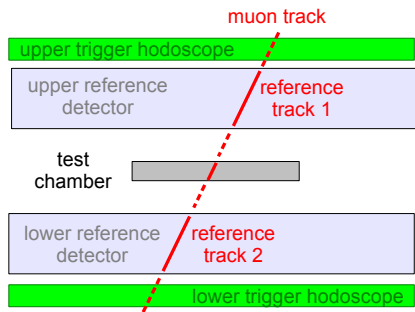 muon track
upper trigger hodoscope
upper reference
detector
reference
track 1
test
chamber
lower reference
detector
reference
track 2
lower trigger hodoscope